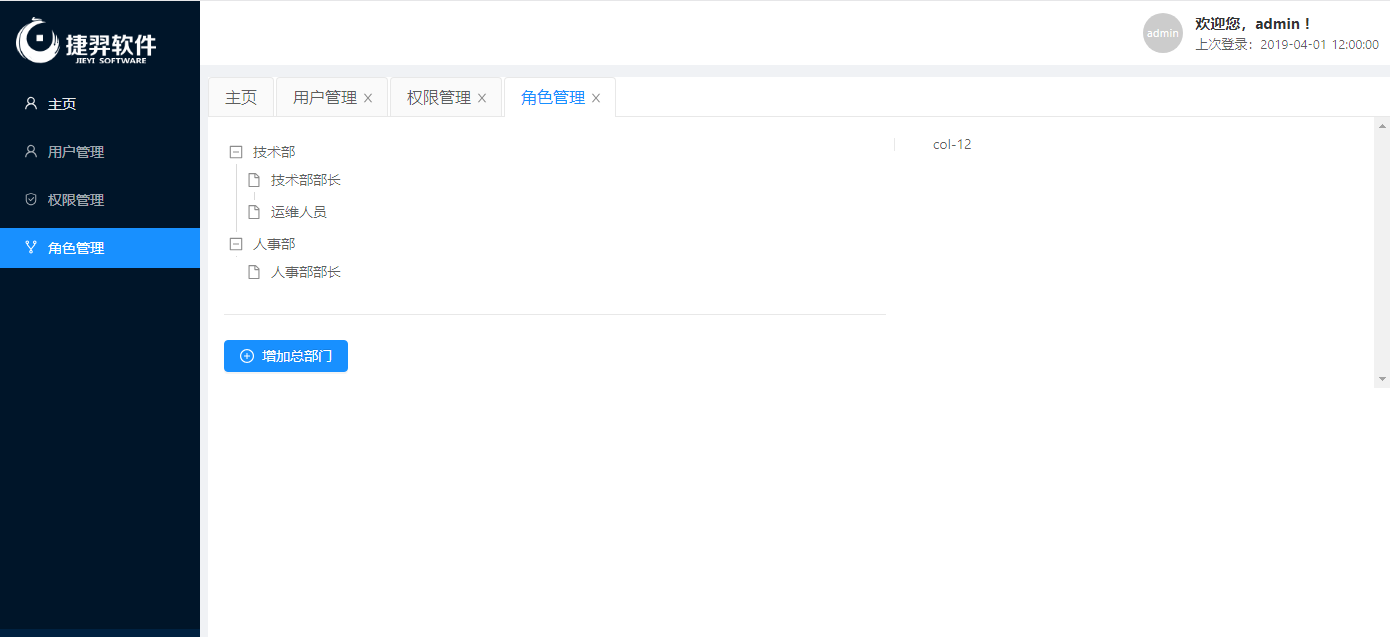 捷羿软件
JIEYI SOFTWARE
主页
用户管理
权限管理
角色管理
admin
欢迎您，admin！
上次登录：2019-04-01 12:00:00
主页 用户管理 权限管理 角色管理
技术部
技术部部长
运维人员
人事部
人事部部长
增加总部门
col-12